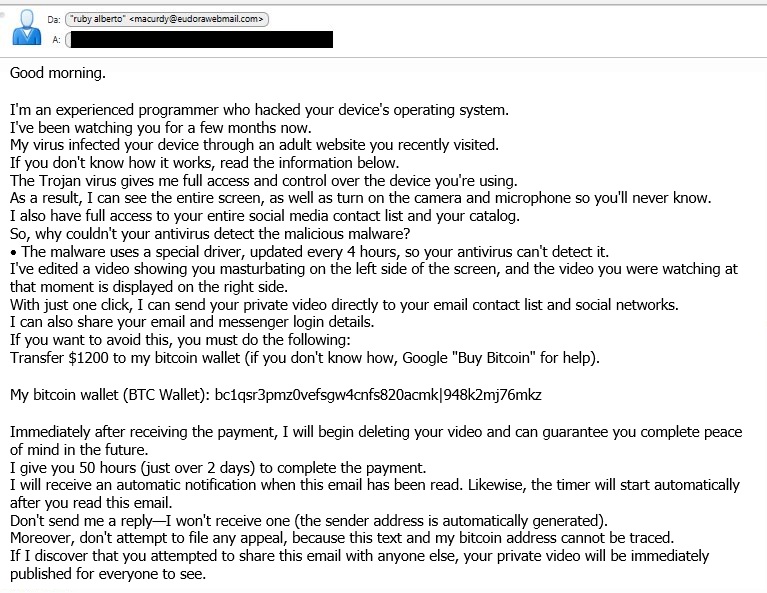 Da: "ruby alberto" <macurdy@eudorawebmail.com>
A:
Good morning.
I'm an experienced programmer who hacked your device's operating system.
I've been watching you for a few months now.
My virus infected your device through an adult website you recently visited.
If you don't know how it works, read the information below.
The Trojan virus gives me full access and control over the device you're using.
As a result, I can see the entire screen, as well as turn on the camera and microphone so you'll never know.
I also have full access to your entire social media contact list and your catalog.
So, why couldn't your antivirus detect the malicious malware?
• The malware uses a special driver, updated every 4 hours, so your antivirus can't detect it.
I've edited a video showing you masturbating on the left side of the screen, and the video you were watching at
that moment is displayed on the right side.
With just one click, I can send your private video directly to your email contact list and social networks.
I can also share your email and messenger login details.
If you want to avoid this, you must do the following:
Transfer $1200 to my bitcoin wallet (if you don't know how, Google "Buy Bitcoin" for help).
My bitcoin wallet (BTC Wallet): bc1qsr3pmz0vefsgw4cnfs820acmk|948k2mj76mkz
Immediately after receiving the payment, I will begin deleting your video and can guarantee you complete peace
of mind in the future.
I give you 50 hours (just over 2 days) to complete the payment.
I will receive an automatic notification when this email has been read. Likewise, the timer will start automatically
after you read this email.
Don't send me a reply—I won't receive one (the sender address is automatically generated).
Moreover, don't attempt to file any appeal, because this text and my bitcoin address cannot be traced.
If I discover that you attempted to share this email with anyone else, your private video will be immediately
published for everyone to see.